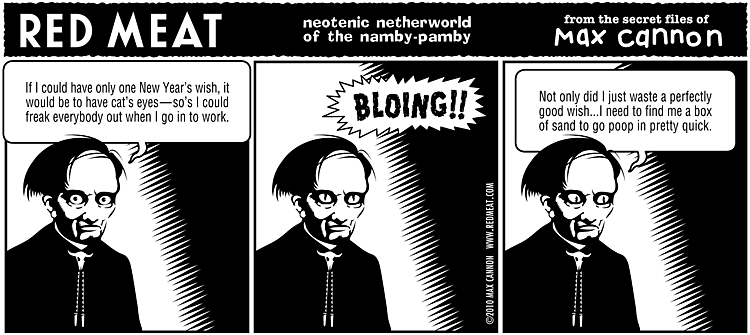 RED MEAT
neotenic netherworld
of the namby-pamby
from the secret files of
Max cannon
If I could have only one New Year's wish, it
would be to have cat's eyes—so's I could
freak everybody out when I go in to work.
BLOING!!
©2010 MAX CANNON WWW.REDMEAT.COM
Not only did I just waste a perfectly
good wish...I need to find me a box
of sand to go poop in pretty quick.